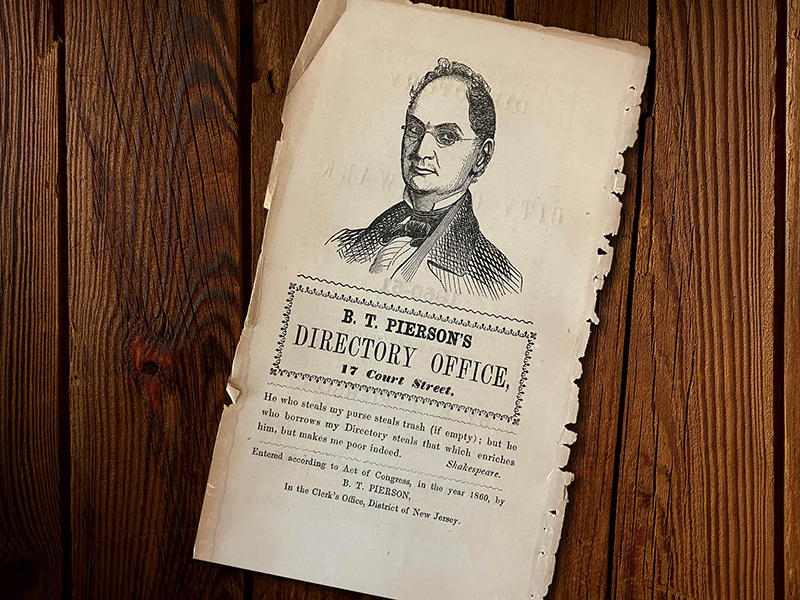 B. T. PIERSON'S
DIRECTORY OFFICE,
17 Court Street.
He who steals my purse steals trash (if empty); but he
who borrows my Directory steals that which enriches
him, but makes me poor indeed. Shakespeare.
Entered according to Act of Congress, in the year 1860, by
B. T. PIERSON,
In the Clerk's Office, District of New Jersey.